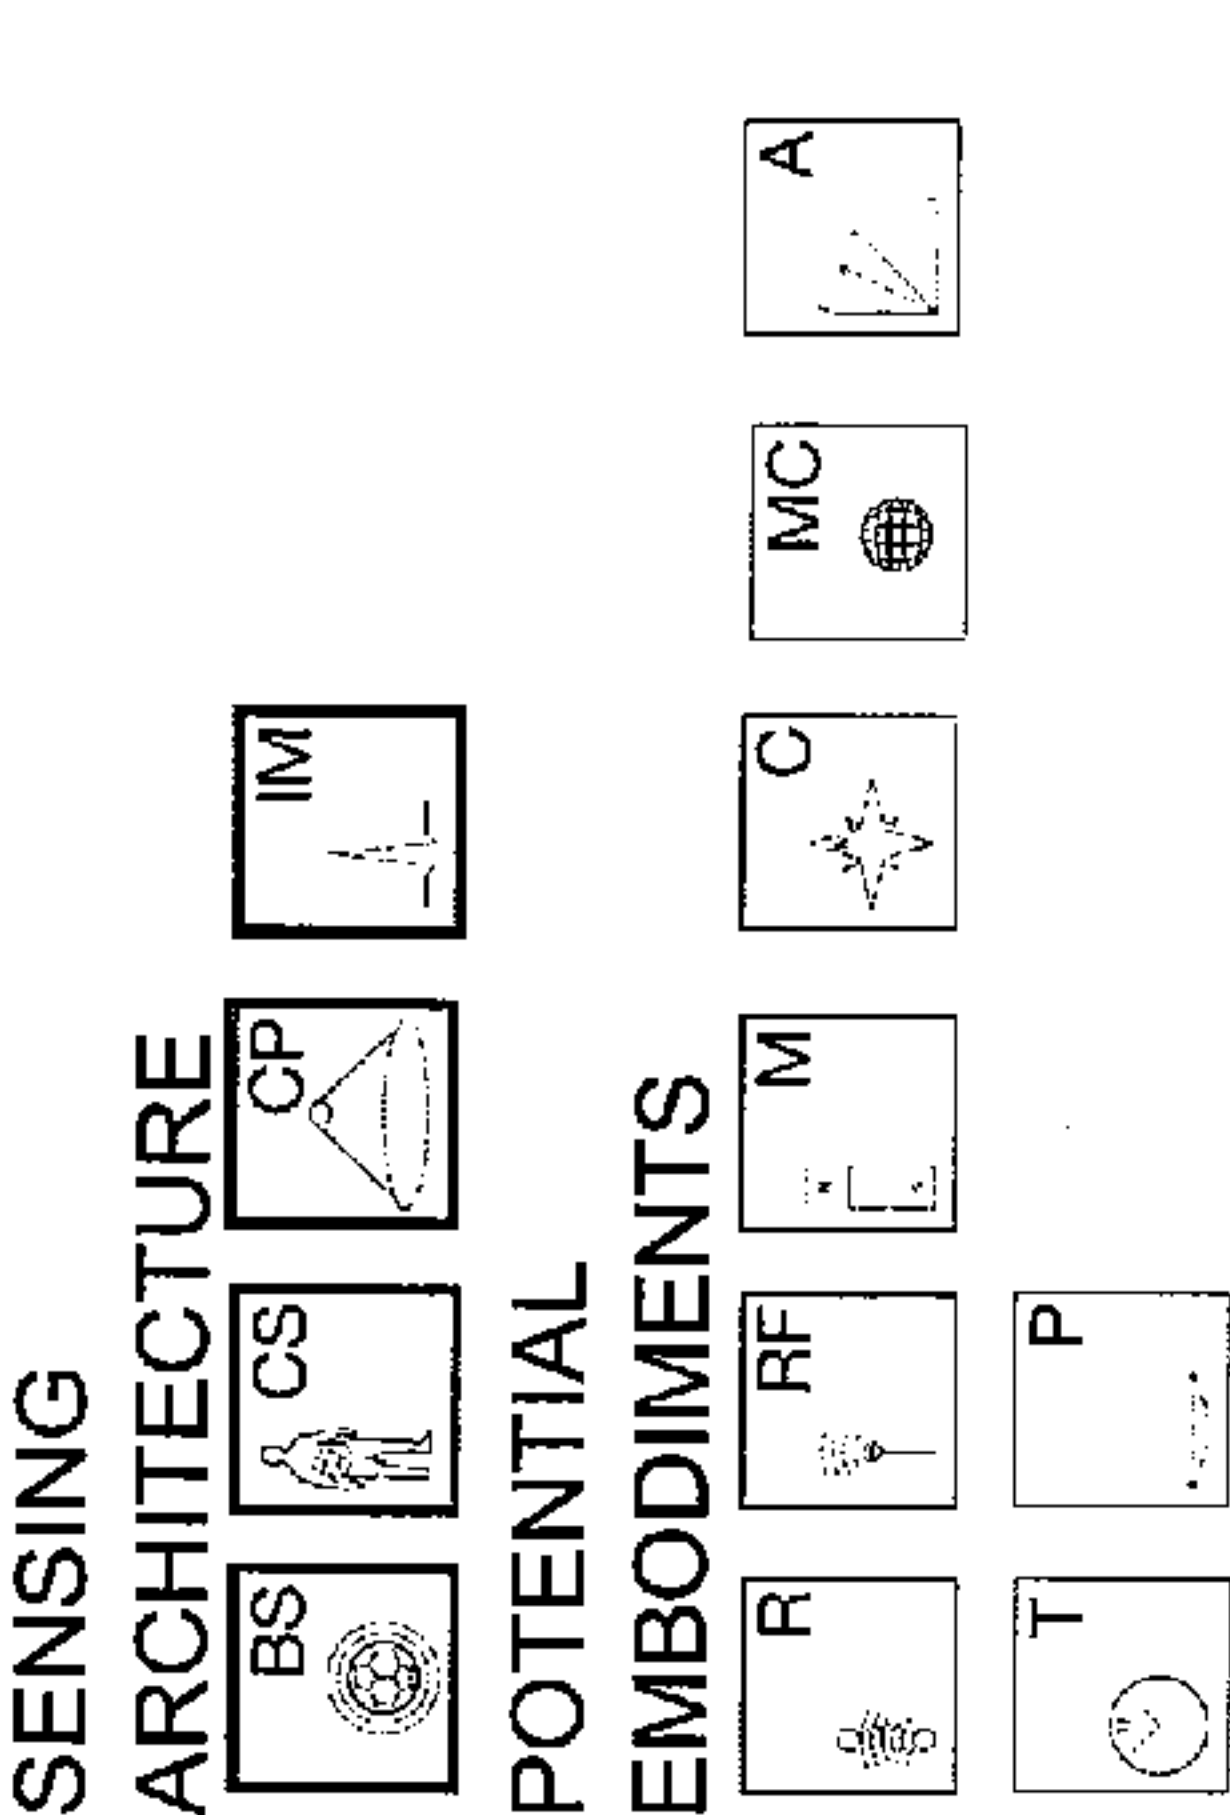 SENSING
ARCHITECTURE
BS CS CP IM
POTENTIAL
EMBODIMENTS
R RF M C MC A
T P